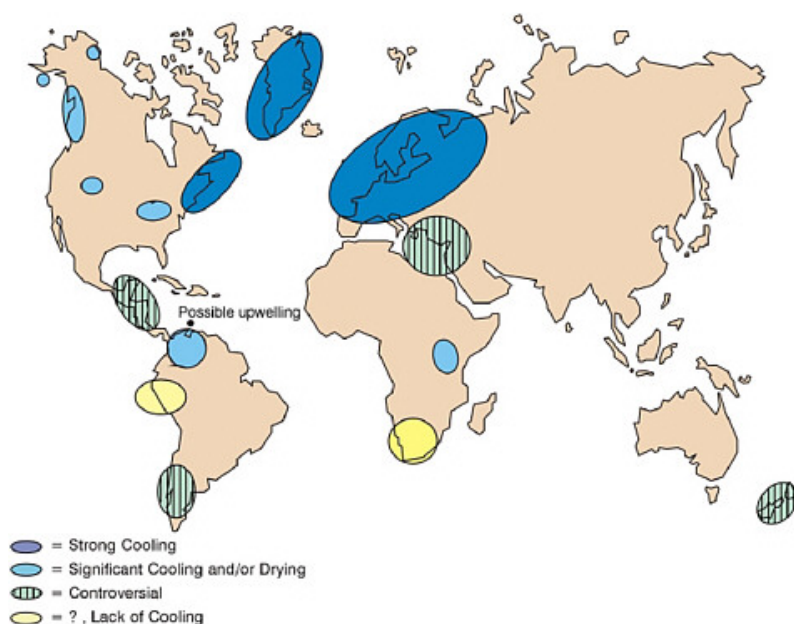 Possible upwelling
= Strong Cooling
= Significant Cooling and/or Drying
= Controversial
= ? , Lack of Cooling